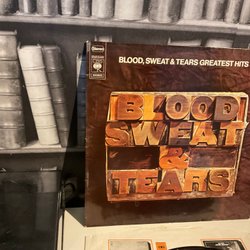 BLOOD, SWEAT & TEARS GREATEST HITS
BLOOD
SWEAT
&
TEARS